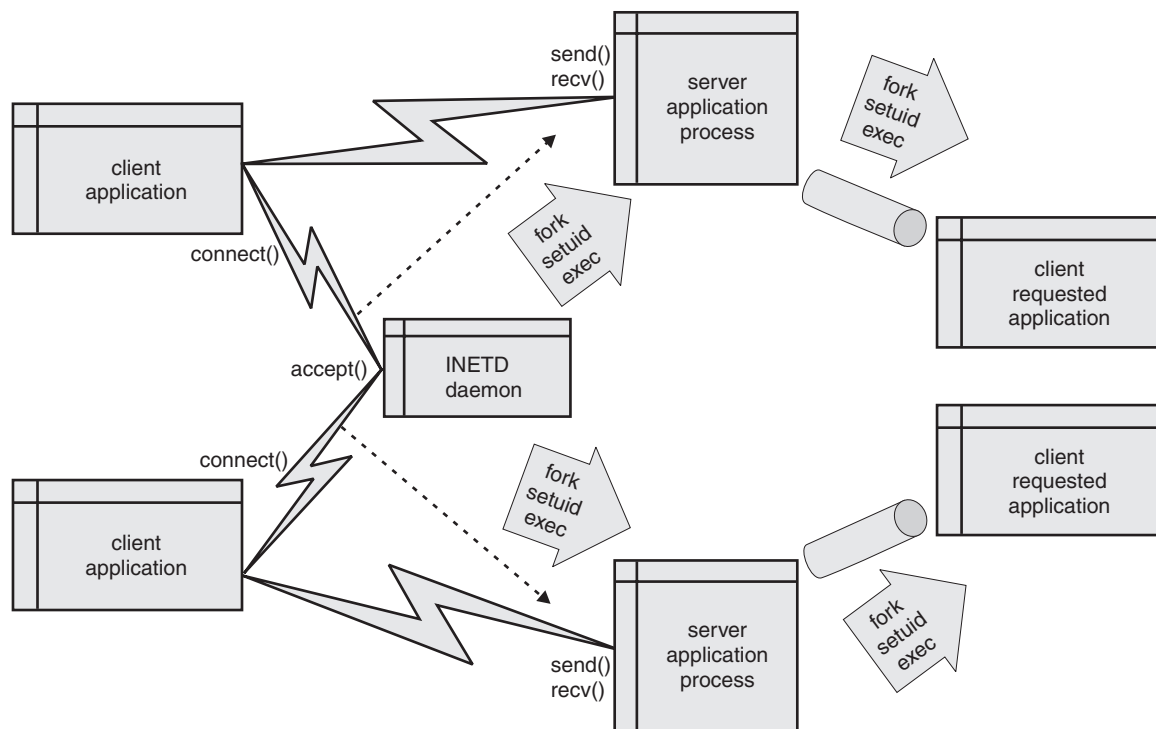 send()
recv()
server
application
process
fork
setuid
exec
client
application
connect()
fork
setuid
exec
client
requested
application
accept()
INETD
daemon
connect()
fork
setuid
exec
client
requested
application
client
application
send()
recv()
server
application
process
fork
setuid
exec